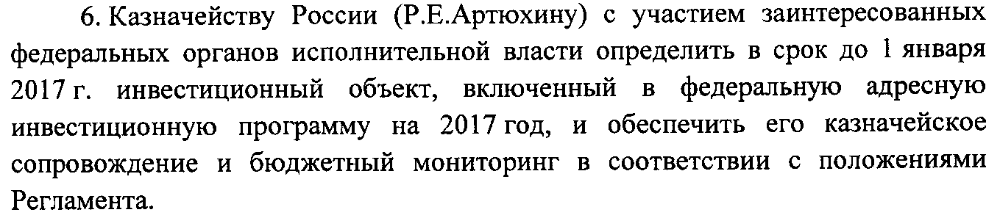 6. Казначейству России (Р.Е.Артюхину) с участием заинтересованных
федеральных органов исполнительной власти определить в срок до 1 января
2017 г. инвестиционный объект, включенный в федеральную адресную
инвестиционную программу на 2017 год, и обеспечить его казначейское
сопровождение и бюджетный мониторинг в соответствии с положениями
Регламента.